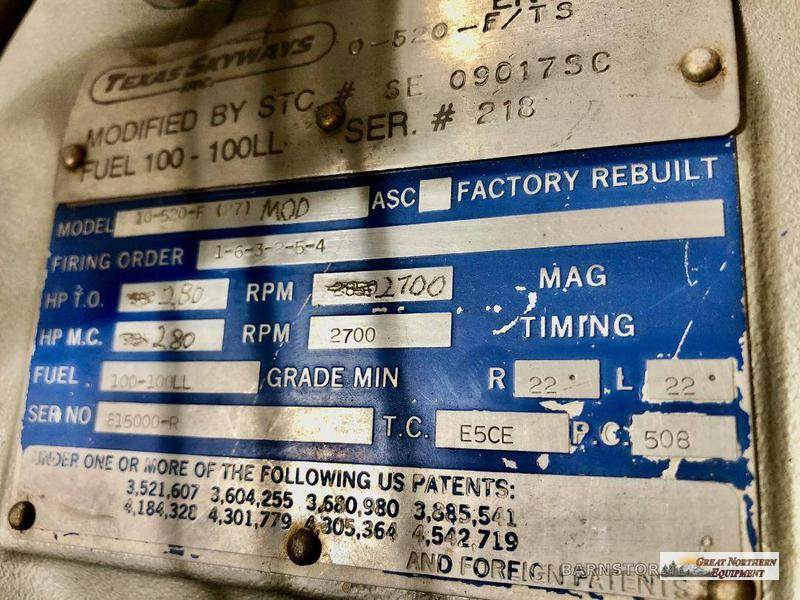 O-520-F/TS
TEXAS SKYWAYS
INC.
MODIFIED BY STC # SE 09017SC
FUEL 100 - 100LL SER. # 218
MODEL IO-520-F (27) MOD ASC FACTORY REBUILT
FIRING ORDER 1-6-3-2-5-4
HP T.O. 280 RPM 2700 MAG
HP M.C. 280 RPM 2700 TIMING
FUEL 100-100LL GRADE MIN R 22° L 22°
SER NO 815000-R T.C. E5CE P.C. 508
UNDER ONE OR MORE OF THE FOLLOWING US PATENTS:
3,521,607 3,604,255 3,680,980 3,885,541
4,184,328 4,301,779 4,305,364 4,542,719
AND FOREIGN PATENTS
BARNSTOR
GREAT NORTHERN
EQUIPMENT